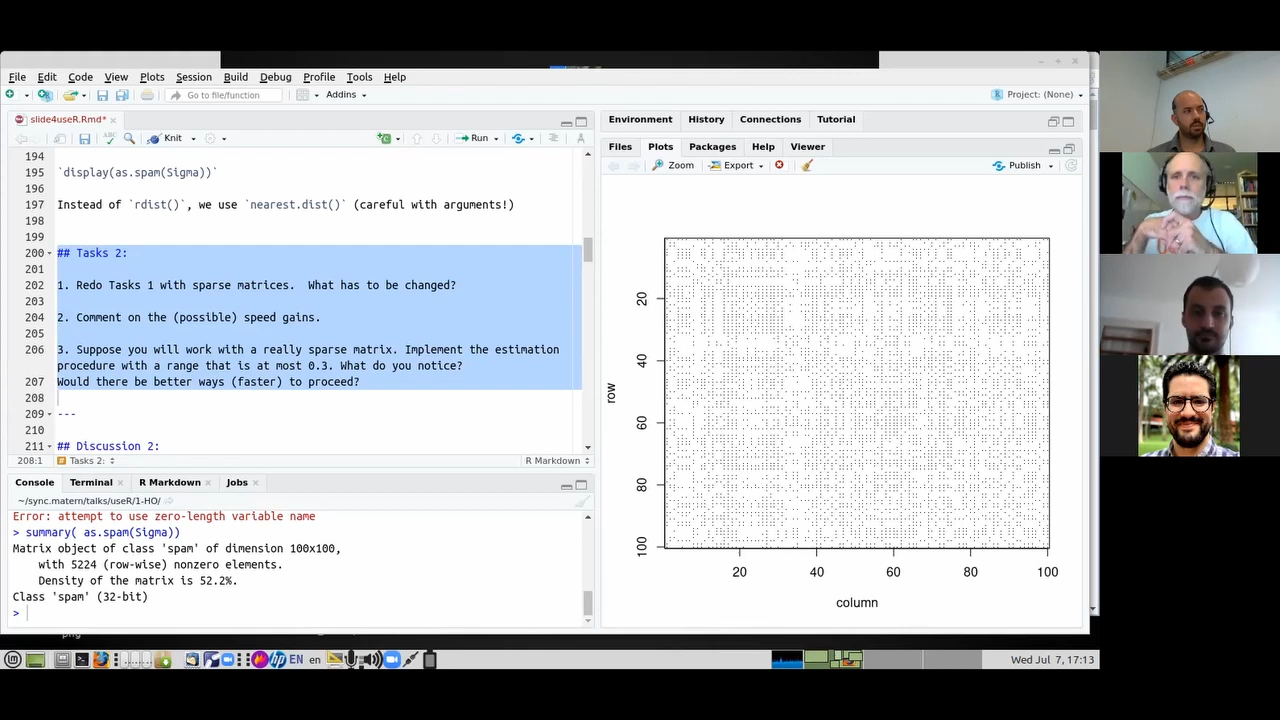 File Edit Code View Plots Session Build Debug Profile Tools Help
Go to file/function Addins Project: (None)
slide4useR.Rmd*
Knit Run
194
195 `display(as.spam(Sigma))`
196
197 Instead of `rdist()`, we use `nearest.dist()` (careful with arguments!)
198
199
200 ## Tasks 2:
201
202 1. Redo Tasks 1 with sparse matrices.  What has to be changed?
203
204 2. Comment on the (possible) speed gains.
205
206 3. Suppose you will work with a really sparse matrix. Implement the estimation
procedure with a range that is at most 0.3. What do you notice?
207 Would there be better ways (faster) to proceed?
208
209 ---
210
211 ## Discussion 2:
208:1 Tasks 2: R Markdown
Console Terminal R Markdown Jobs
~/sync.matern/talks/useR/1-HO/
Error: attempt to use zero-length variable name
> summary( as.spam(Sigma))
Matrix object of class 'spam' of dimension 100x100,
with 5224 (row-wise) nonzero elements.
Density of the matrix is 52.2%.
Class 'spam' (32-bit)
>
Environment History Connections Tutorial
Files Plots Packages Help Viewer
Zoom Export Publish
row
20
40
60
80
100
20 40 60 80 100
column
png
EN en
Wed Jul 7, 17:13